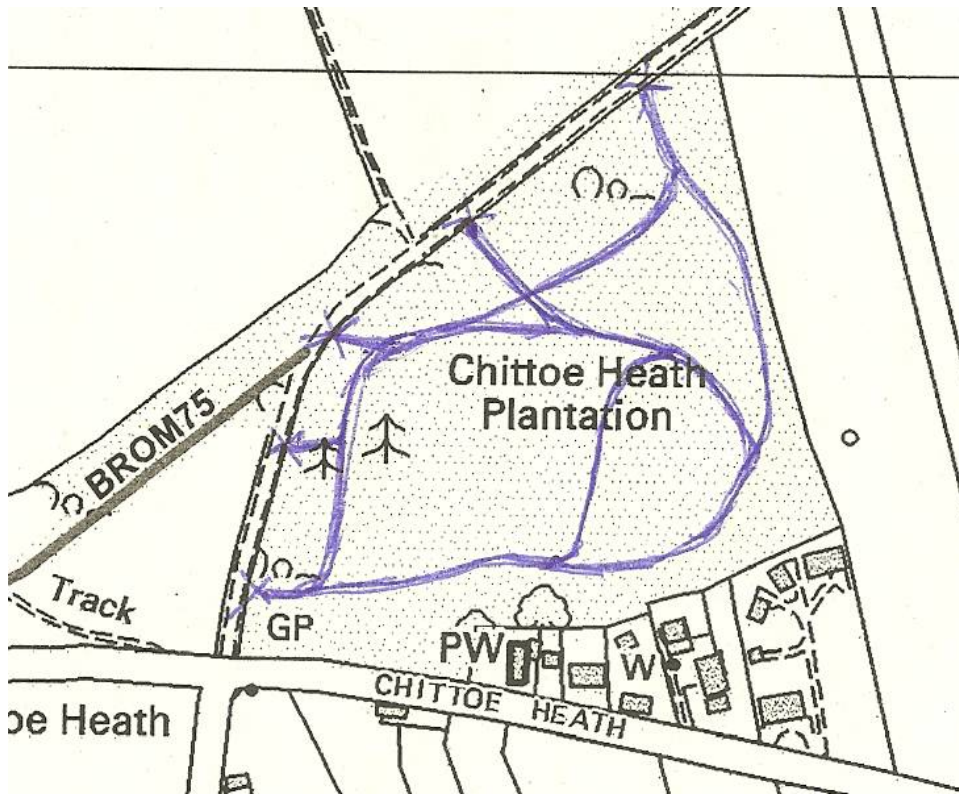 Chittoe Heath
Plantation
BROM75
Track
GP
PW
W
CHITTOE HEATH
oe Heath